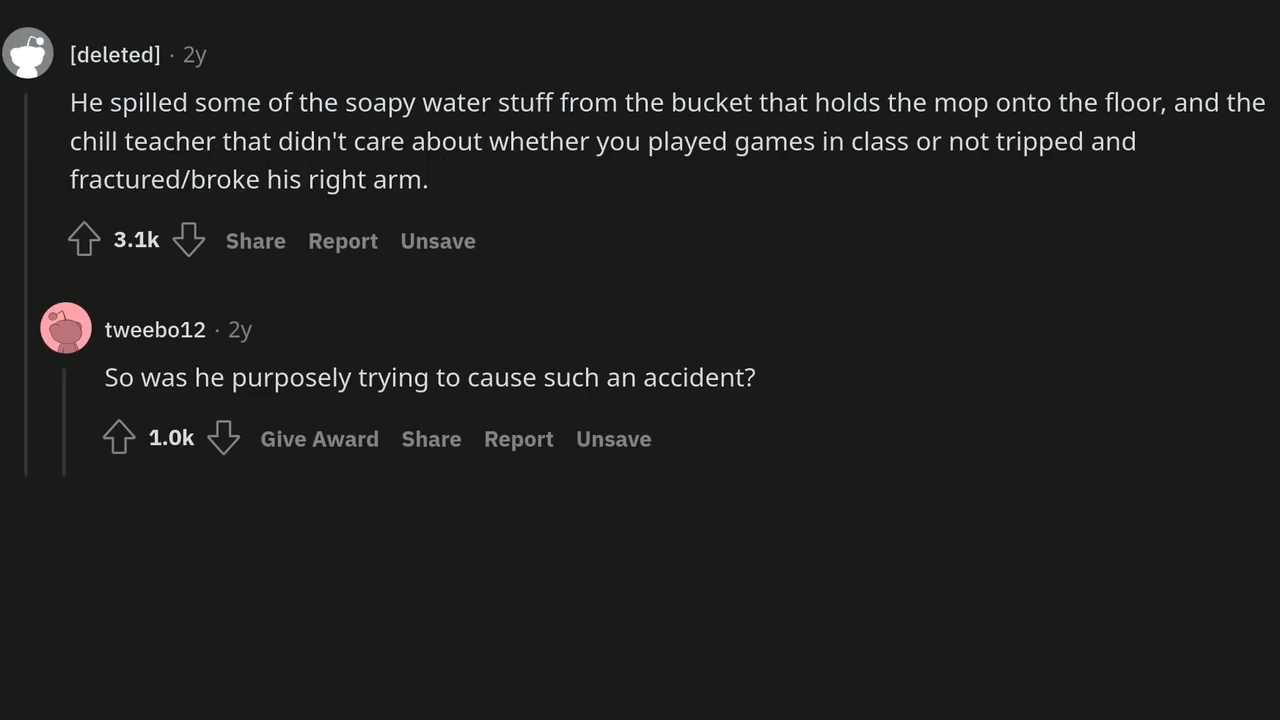 [deleted] · 2y
He spilled some of the soapy water stuff from the bucket that holds the mop onto the floor, and the
chill teacher that didn't care about whether you played games in class or not tripped and
fractured/broke his right arm.
3.1k Share Report Unsave
tweebo12 · 2y
So was he purposely trying to cause such an accident?
1.0k Give Award Share Report Unsave